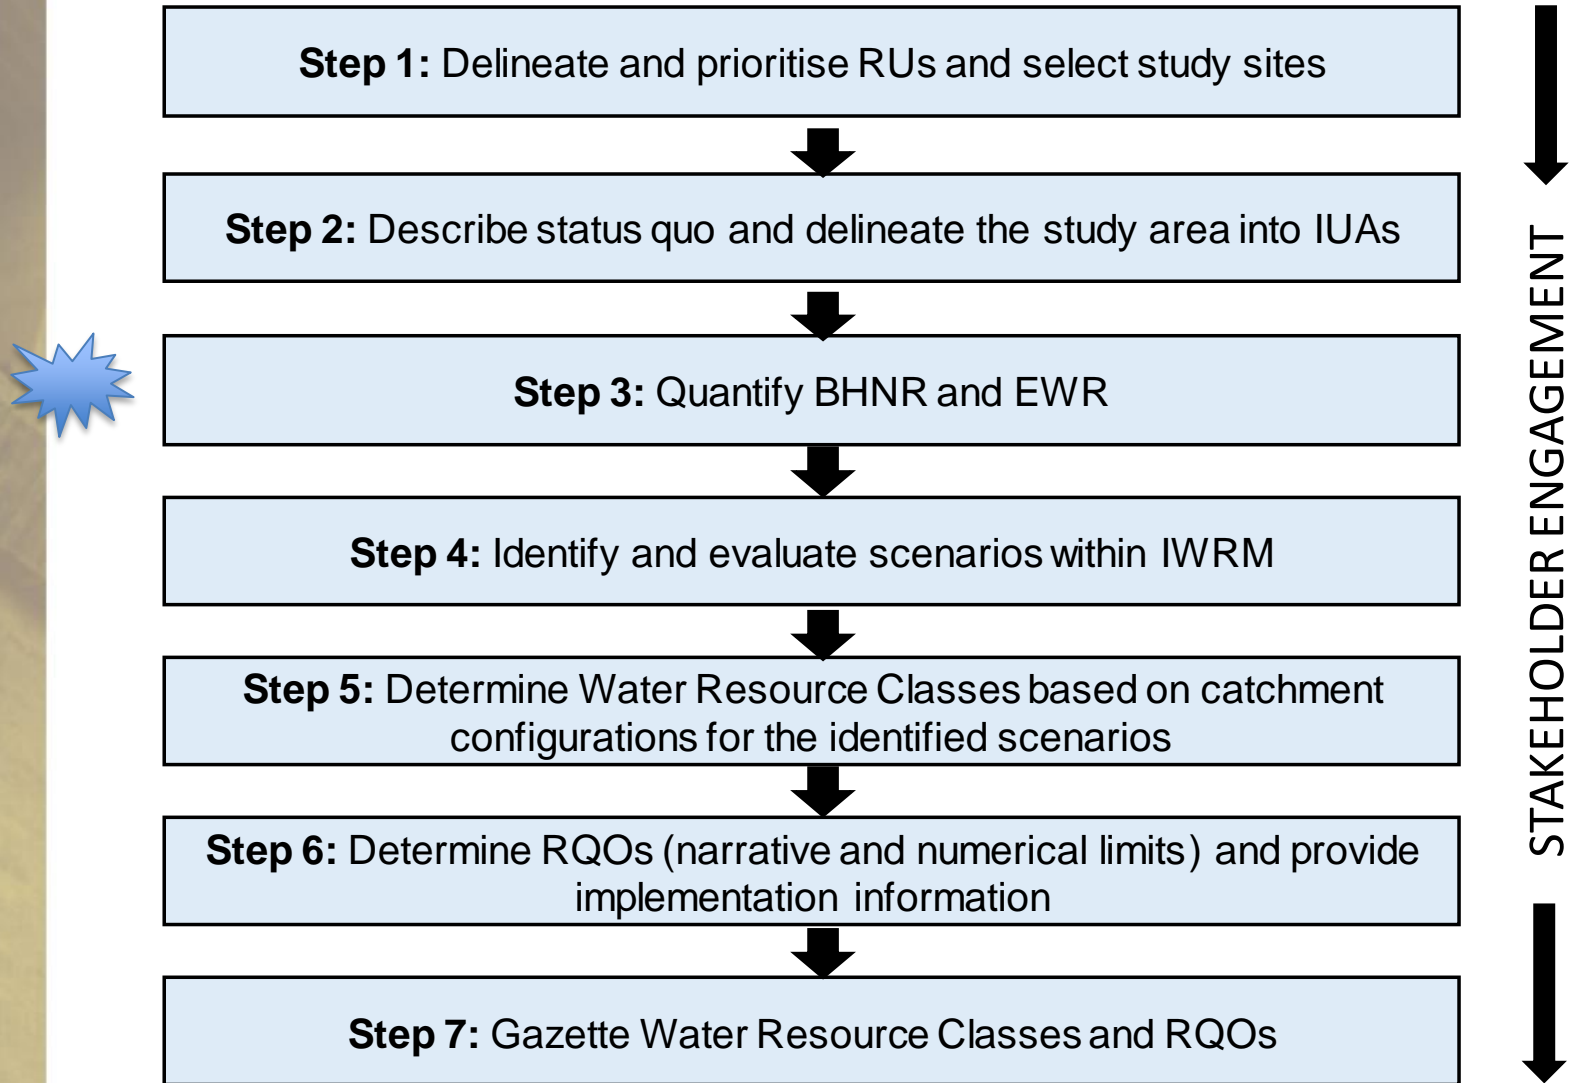 Step 1: Delineate and prioritise RUs and select study sites
Step 2: Describe status quo and delineate the study area into IUAs
Step 3: Quantify BHNR and EWR
Step 4: Identify and evaluate scenarios within IWRM
Step 5: Determine Water Resource Classes based on catchment
configurations for the identified scenarios
Step 6: Determine RQOs (narrative and numerical limits) and provide
implementation information
Step 7: Gazette Water Resource Classes and RQOs
STAKEHOLDER ENGAGEMENT